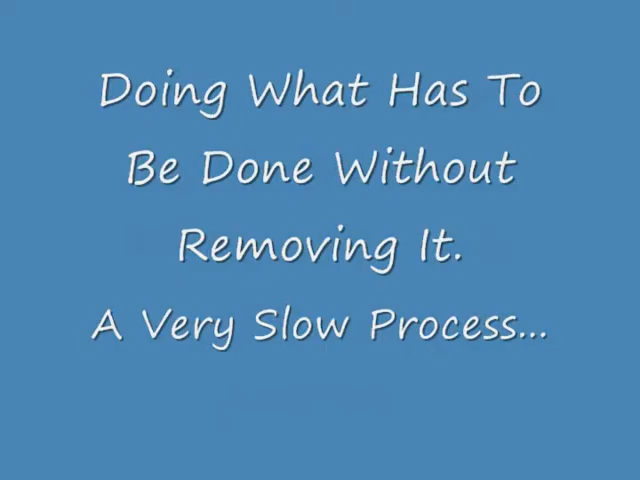 Doing What Has To
Be Done Without
Removing It.
A Very Slow Process...